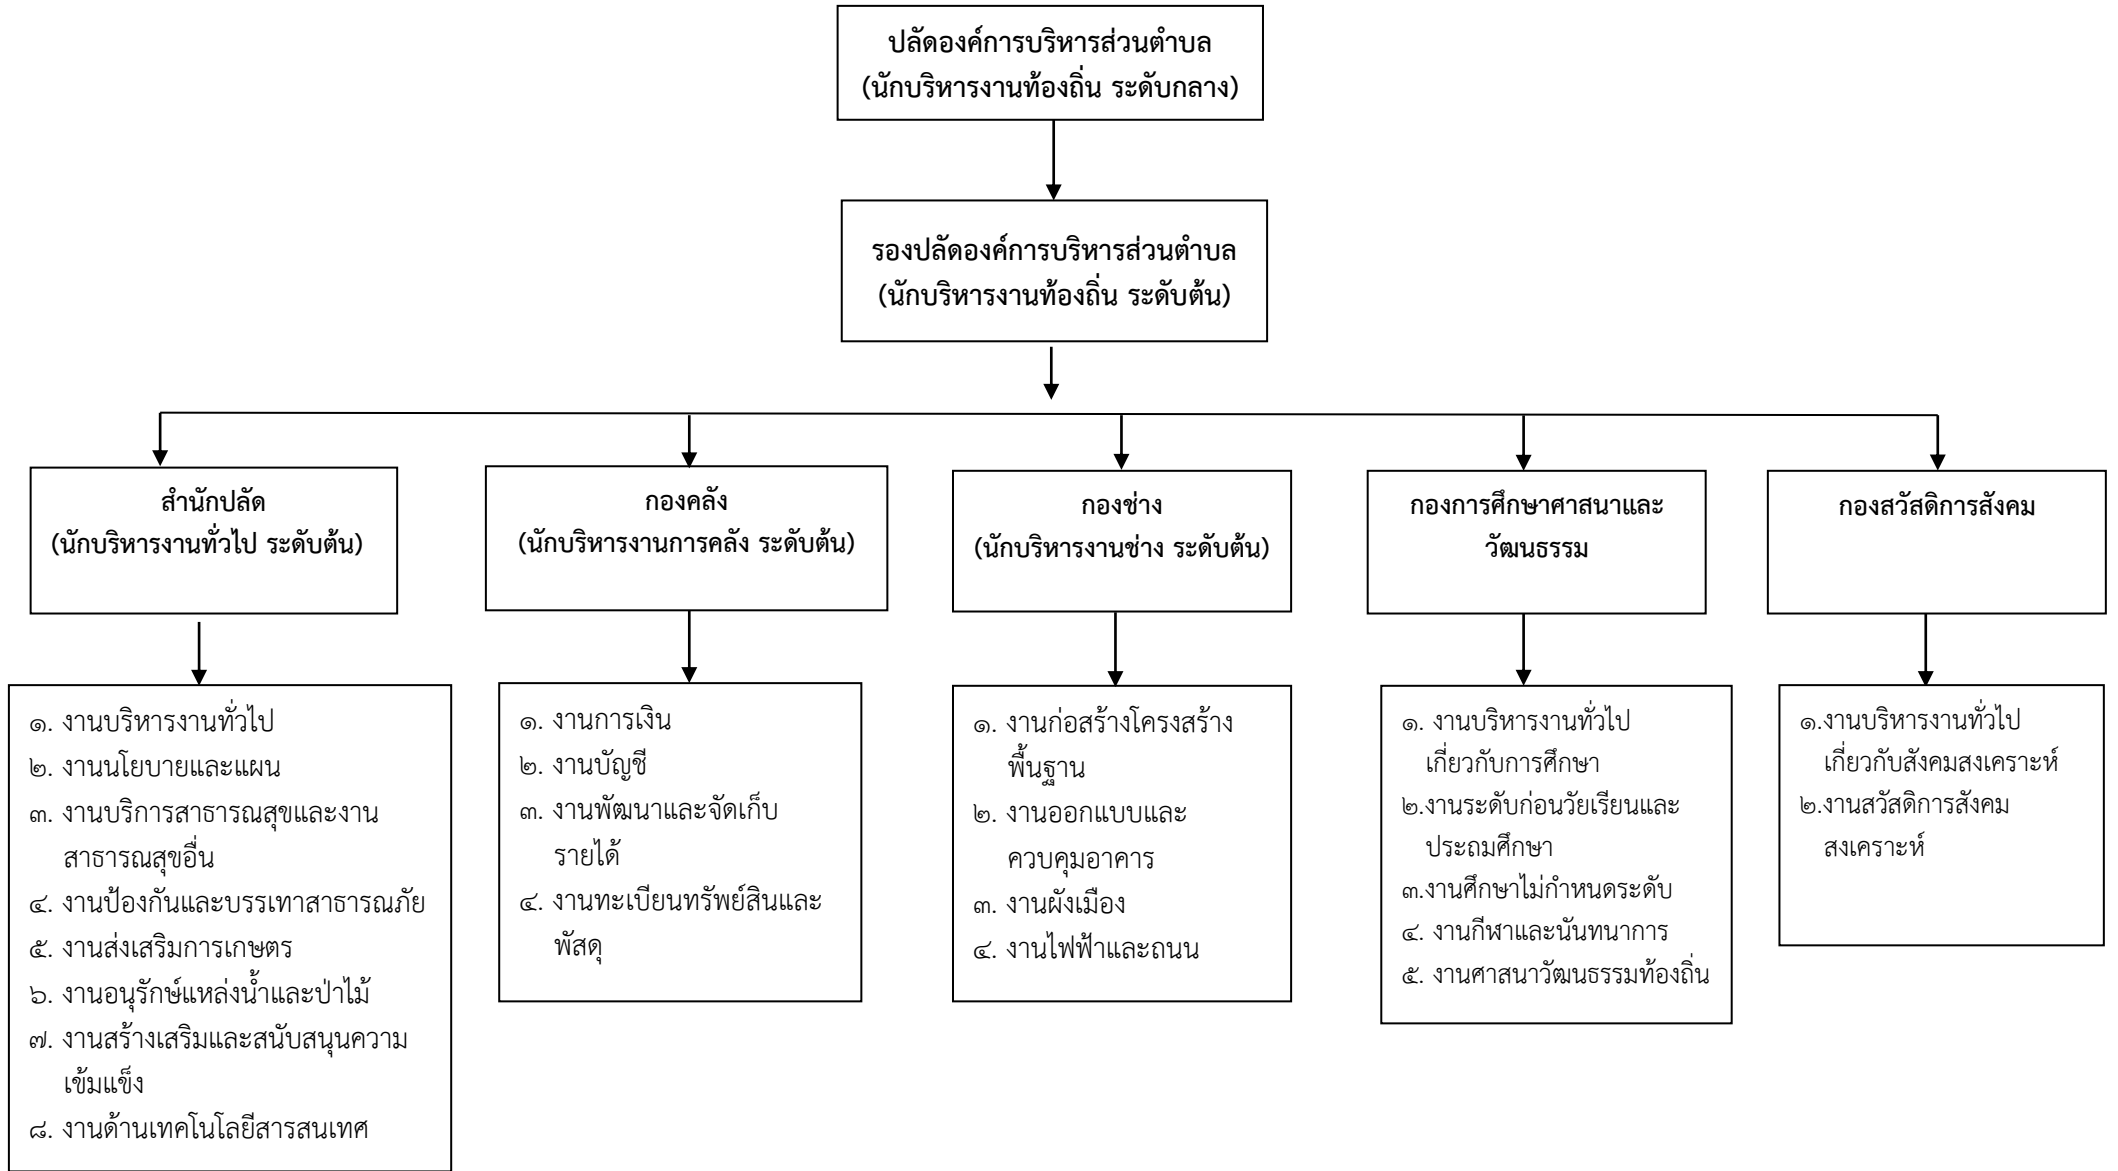 ปลัดองค์การบริหารส่วนตำบล
(นักบริหารงานท้องถิ่น ระดับกลาง)
รองปลัดองค์การบริหารส่วนตำบล
(นักบริหารงานท้องถิ่น ระดับต้น)
สำนักปลัด
(นักบริหารงานทั่วไป ระดับต้น)
กองคลัง
(นักบริหารงานการคลัง ระดับต้น)
กองช่าง
(นักบริหารงานช่าง ระดับต้น)
กองการศึกษาศาสนาและ
วัฒนธรรม
กองสวัสดิการสังคม
๑. งานบริหารงานทั่วไป
๒. งานนโยบายและแผน
๓. งานบริการสาธารณสุขและงาน
สาธารณสุขอื่น
๔. งานป้องกันและบรรเทาสาธารณภัย
๕. งานส่งเสริมการเกษตร
๖. งานอนุรักษ์แหล่งน้ำและป่าไม้
๗. งานสร้างเสริมและสนับสนุนความ
เข้มแข็ง
๘. งานด้านเทคโนโลยีสารสนเทศ
๑. งานการเงิน
๒. งานบัญชี
๓. งานพัฒนาและจัดเก็บ
รายได้
๔. งานทะเบียนทรัพย์สินและ
พัสดุ
๑. งานก่อสร้างโครงสร้าง
พื้นฐาน
๒. งานออกแบบและ
ควบคุมอาคาร
๓. งานผังเมือง
๔. งานไฟฟ้าและถนน
๑. งานบริหารงานทั่วไป
เกี่ยวกับการศึกษา
๒.งานระดับก่อนวัยเรียนและ
ประถมศึกษา
๓.งานศึกษาไม่กำหนดระดับ
๔. งานกีฬาและนันทนาการ
๕. งานศาสนาวัฒนธรรมท้องถิ่น
๑.งานบริหารงานทั่วไป
เกี่ยวกับสังคมสงเคราะห์
๒.งานสวัสดิการสังคม
สงเคราะห์